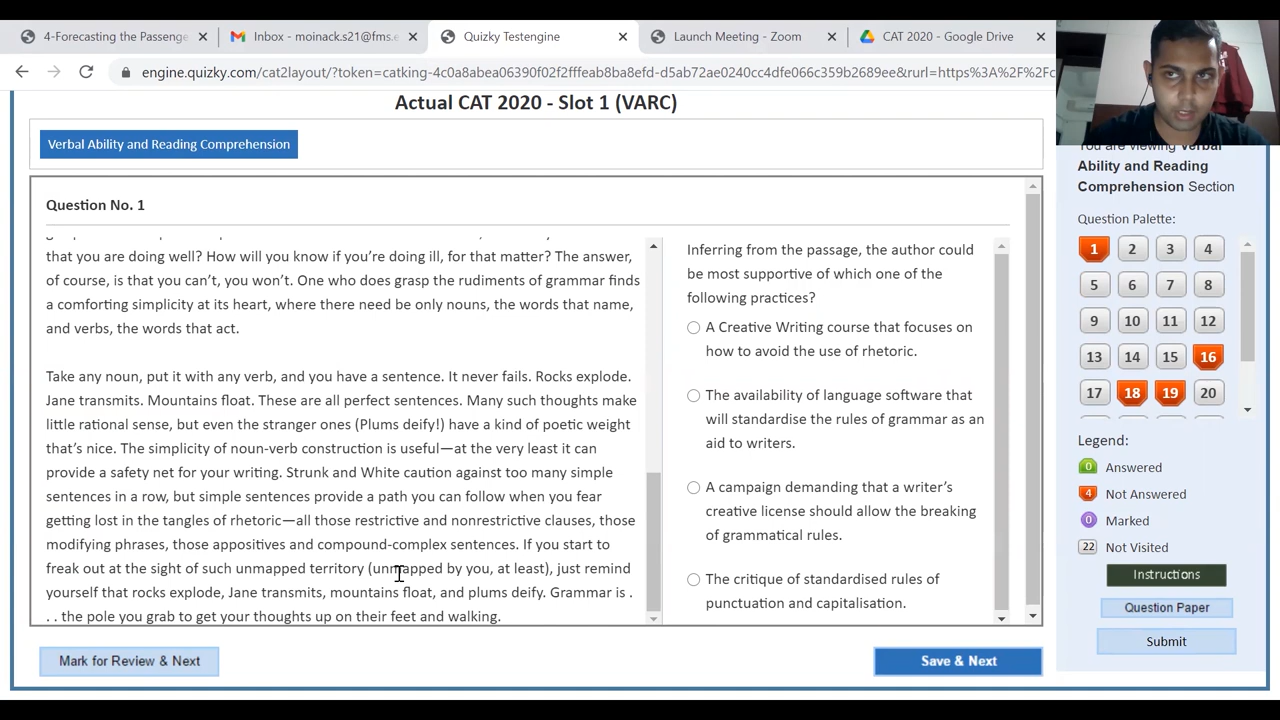 4-Forecasting the Passenge
Inbox - moinack.s21@fms.e
Quizky Testengine
Launch Meeting - Zoom
CAT 2020 - Google Drive
engine.quizky.com/cat2layout/?token=catking-4c0a8abea06390f02f2fffeab8ba8efd-d5ab72ae0240cc4dfe066c359b2689ee&rurl=https%3A%2F%2Fc
Actual CAT 2020 - Slot 1 (VARC)
Verbal Ability and Reading Comprehension
Question No. 1
that you are doing well? How will you know if you're doing ill, for that matter? The answer,
of course, is that you can't, you won't. One who does grasp the rudiments of grammar finds
a comforting simplicity at its heart, where there need be only nouns, the words that name,
and verbs, the words that act.
Take any noun, put it with any verb, and you have a sentence. It never fails. Rocks explode.
Jane transmits. Mountains float. These are all perfect sentences. Many such thoughts make
little rational sense, but even the stranger ones (Plums deify!) have a kind of poetic weight
that's nice. The simplicity of noun-verb construction is useful—at the very least it can
provide a safety net for your writing. Strunk and White caution against too many simple
sentences in a row, but simple sentences provide a path you can follow when you fear
getting lost in the tangles of rhetoric—all those restrictive and nonrestrictive clauses, those
modifying phrases, those appositives and compound-complex sentences. If you start to
freak out at the sight of such unmapped territory (unmapped by you, at least), just remind
yourself that rocks explode, Jane transmits, mountains float, and plums deify. Grammar is .
. . the pole you grab to get your thoughts up on their feet and walking.
Inferring from the passage, the author could
be most supportive of which one of the
following practices?
A Creative Writing course that focuses on
how to avoid the use of rhetoric.
The availability of language software that
will standardise the rules of grammar as an
aid to writers.
A campaign demanding that a writer's
creative license should allow the breaking
of grammatical rules.
The critique of standardised rules of
punctuation and capitalisation.
Mark for Review & Next
Save & Next
You are viewing Verbal
Ability and Reading
Comprehension Section
Question Palette:
1 2 3 4
5 6 7 8
9 10 11 12
13 14 15 16
17 18 19 20
Legend:
0 Answered
4 Not Answered
0 Marked
22 Not Visited
Instructions
Question Paper
Submit